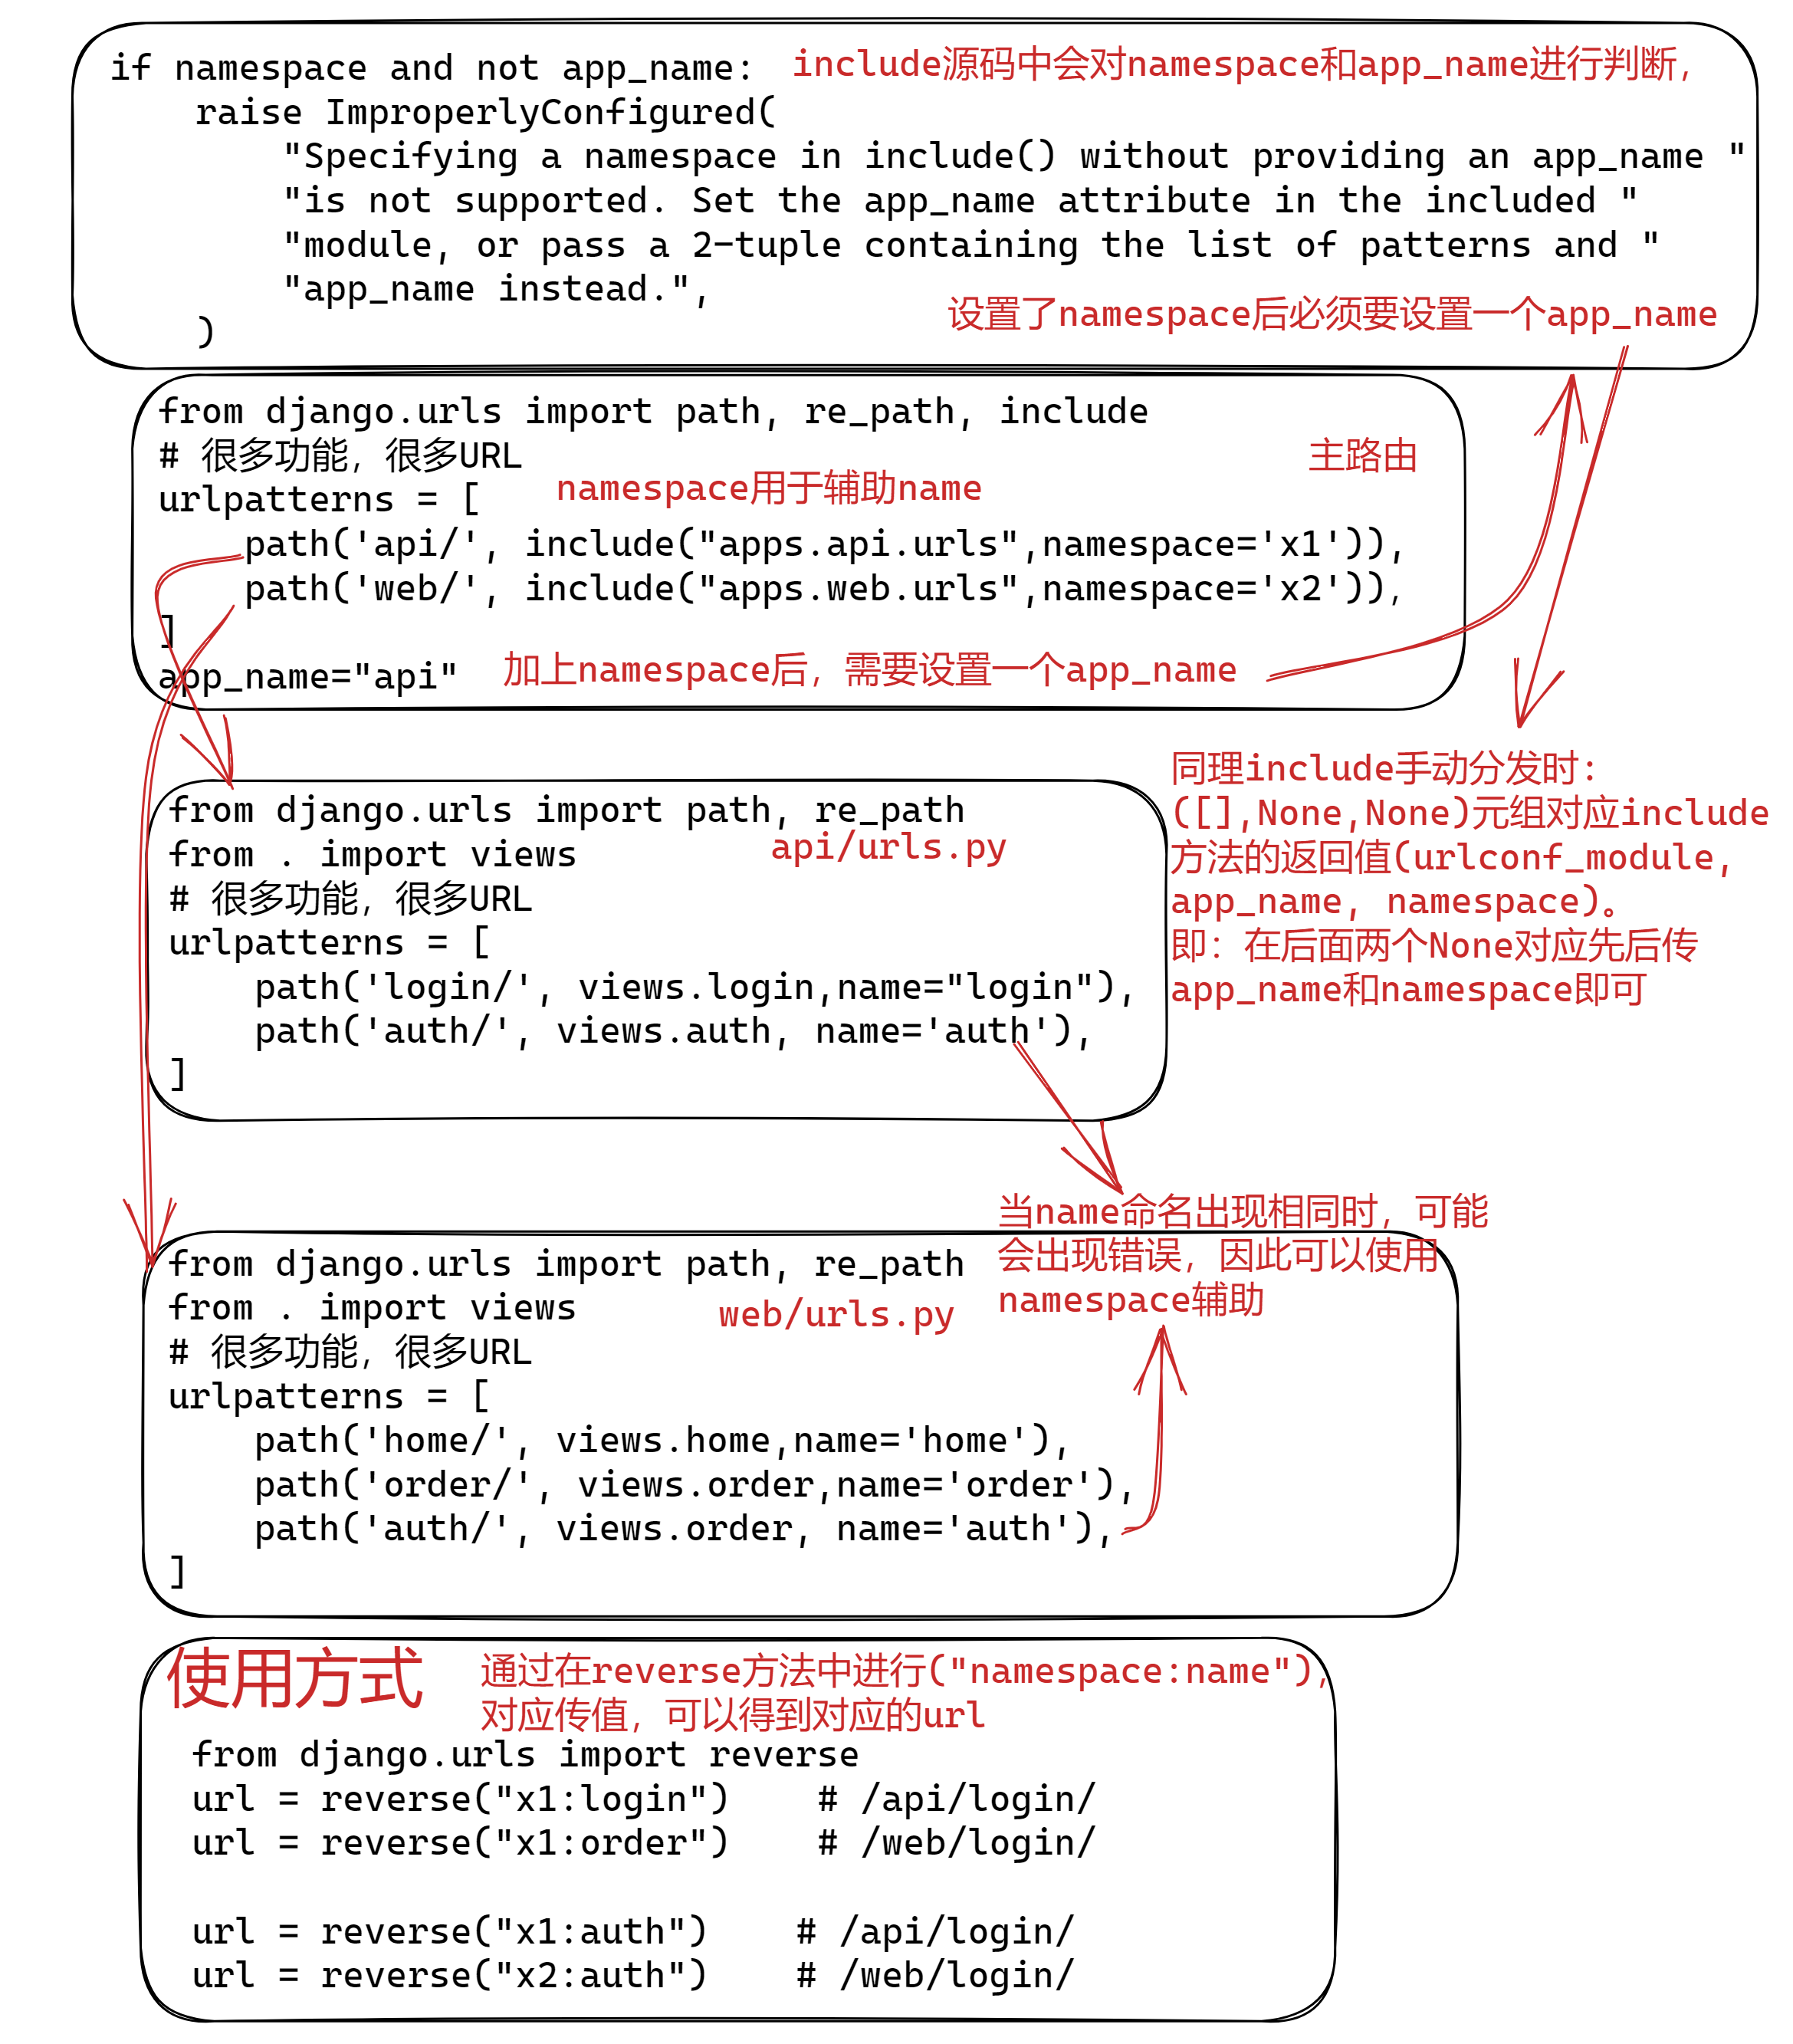 if namespace and not app_name:
include源码中会对namespace和app_name进行判断,
    raise ImproperlyConfigured(
        "Specifying a namespace in include() without providing an app_name "
        "is not supported. Set the app_name attribute in the included "
        "module, or pass a 2-tuple containing the list of patterns and "
        "app_name instead.",
设置了namespace后必须要设置一个app_name
    )
from django.urls import path, re_path, include
# 很多功能，很多URL
主路由
urlpatterns = [
namespace用于辅助name
    path('api/', include("apps.api.urls",namespace='x1')),
    path('web/', include("apps.web.urls",namespace='x2')),
]
app_name="api"
加上namespace后，需要设置一个app_name
同理include手动分发时：
([],None,None)元组对应include
方法的返回值(urlconf_module,
app_name, namespace)。
即：在后面两个None对应先后传
app_name和namespace即可
from django.urls import path, re_path
from . import views
api/urls.py
# 很多功能，很多URL
urlpatterns = [
    path('login/', views.login,name="login"),
    path('auth/', views.auth, name='auth'),
]
当name命名出现相同时，可能
会出现错误，因此可以使用
namespace辅助
from django.urls import path, re_path
from . import views
web/urls.py
# 很多功能，很多URL
urlpatterns = [
    path('home/', views.home,name='home'),
    path('order/', views.order,name='order'),
    path('auth/', views.order, name='auth'),
]
使用方式
通过在reverse方法中进行("namespace:name"),
对应传值，可以得到对应的url
from django.urls import reverse
url = reverse("x1:login")    # /api/login/
url = reverse("x1:order")    # /web/login/
url = reverse("x1:auth")    # /api/login/
url = reverse("x2:auth")    # /web/login/